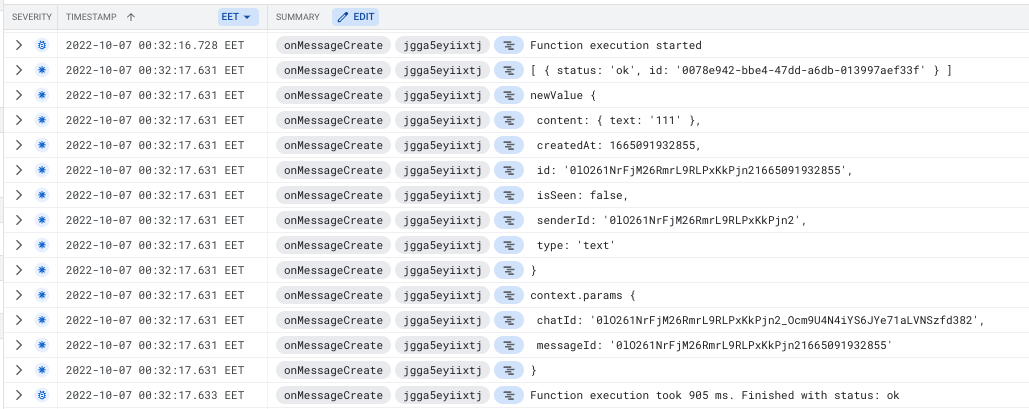 SEVERITY TIMESTAMP EET SUMMARY EDIT
2022-10-07 00:32:16.728 EET onMessageCreate jgga5eyiixtj Function execution started
2022-10-07 00:32:17.631 EET onMessageCreate jgga5eyiixtj [ { status: 'ok', id: '0078e942-bbe4-47dd-a6db-013997aef33f' } ]
2022-10-07 00:32:17.631 EET onMessageCreate jgga5eyiixtj newValue {
2022-10-07 00:32:17.631 EET onMessageCreate jgga5eyiixtj content: { text: '111' },
2022-10-07 00:32:17.631 EET onMessageCreate jgga5eyiixtj createdAt: 1665091932855,
2022-10-07 00:32:17.631 EET onMessageCreate jgga5eyiixtj id: '0lO261NrFjM26RmrL9RLPxKkPjn21665091932855',
2022-10-07 00:32:17.631 EET onMessageCreate jgga5eyiixtj isSeen: false,
2022-10-07 00:32:17.631 EET onMessageCreate jgga5eyiixtj senderId: '0lO261NrFjM26RmrL9RLPxKkPjn2',
2022-10-07 00:32:17.631 EET onMessageCreate jgga5eyiixtj type: 'text'
2022-10-07 00:32:17.631 EET onMessageCreate jgga5eyiixtj }
2022-10-07 00:32:17.631 EET onMessageCreate jgga5eyiixtj context.params {
2022-10-07 00:32:17.631 EET onMessageCreate jgga5eyiixtj chatId: '0lO261NrFjM26RmrL9RLPxKkPjn2_Ocm9U4N4iYS6JYe71aLVNSzfd382',
2022-10-07 00:32:17.631 EET onMessageCreate jgga5eyiixtj messageId: '0lO261NrFjM26RmrL9RLPxKkPjn21665091932855'
2022-10-07 00:32:17.631 EET onMessageCreate jgga5eyiixtj }
2022-10-07 00:32:17.633 EET onMessageCreate jgga5eyiixtj Function execution took 905 ms. Finished with status: ok